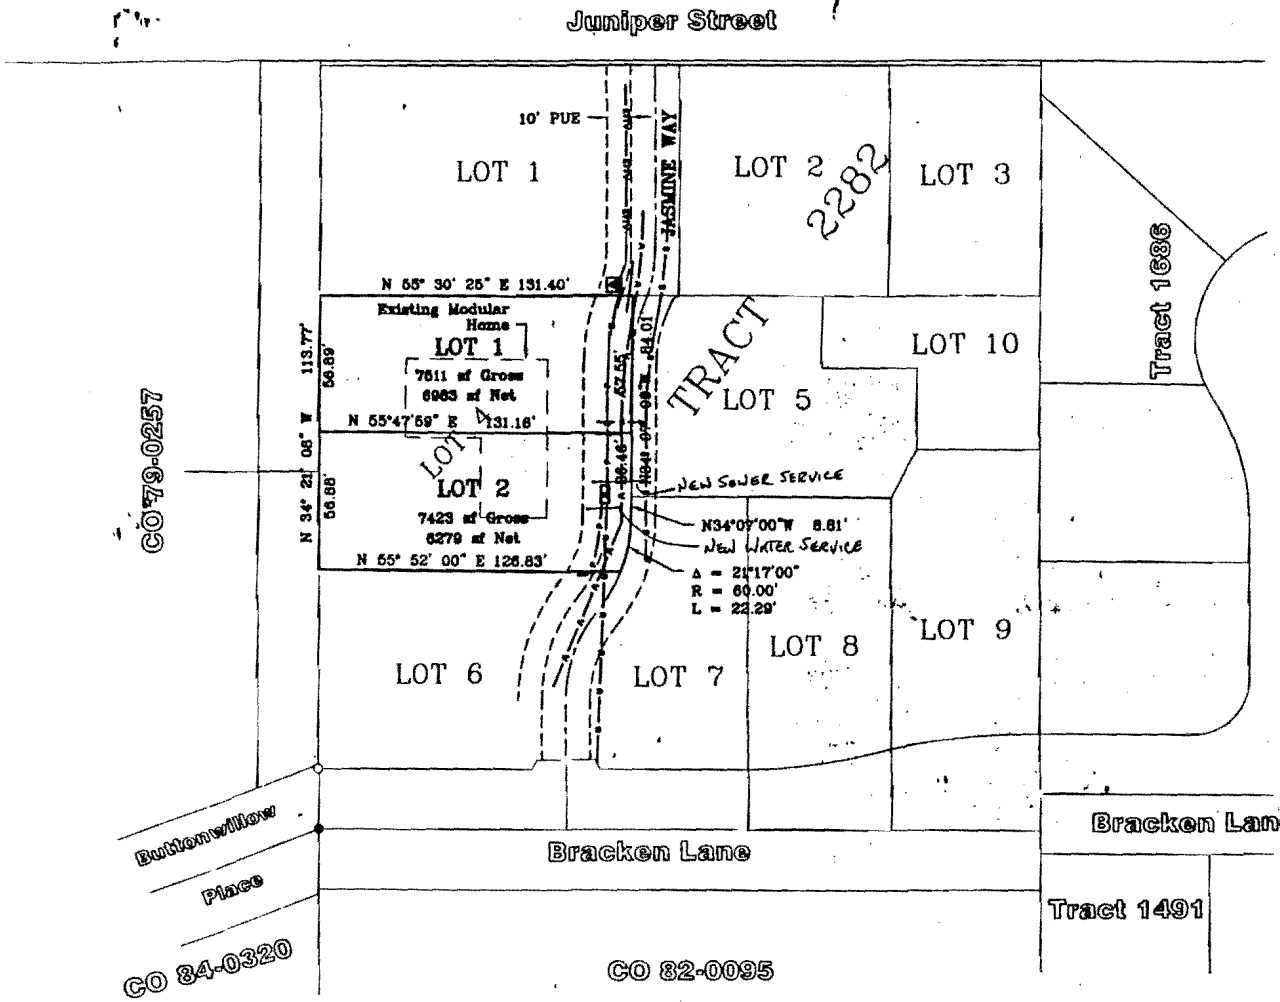 Juniper Street
10' PUE
JASMINE WAY
LOT 1
LOT 2
LOT 3
2282
TRACT
Tract 1686
N 55° 30' 25" E 131.40'
Existing Modular
Home
LOT 1
7511 sf Gross
6963 sf Net
N 55°47'59" E 131.16'
LOT 4
LOT 2
7423 sf Gross
6279 sf Net
N 55° 52' 00" E 126.83'
113.77'
56.89'
N 34° 21' 08" W
56.88'
CO 79-0257
57.55'
84.01
LOT 5
LOT 10
NEW SEWER SERVICE
N34°07'00"W 8.81'
NEW WATER SERVICE
Δ = 21°17'00"
R = 60.00'
L = 22.29'
LOT 6
LOT 7
LOT 8
LOT 9
Buttonwillow
Place
Bracken Lane
Bracken Lan
Tract 1491
CO 84-0320
CO 82-0095